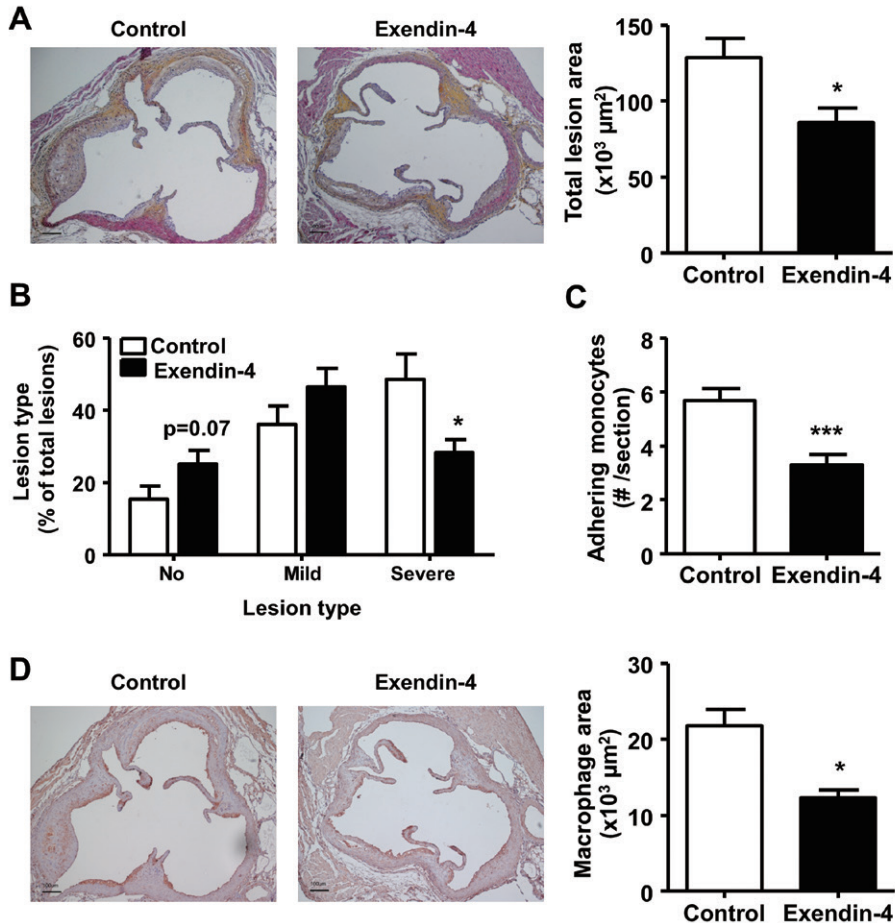 A
Control
Exendin-4
Total lesion area
(x10³ µm²)
150
100
50
0
*
Control
Exendin-4
B
Lesion type
(% of total lesions)
60
40
20
0
Control
Exendin-4
p=0.07
*
No
Mild
Severe
Lesion type
C
Adhering monocytes
(# /section)
8
6
4
2
0
***
Control
Exendin-4
D
Control
Exendin-4
100µm
100µm
Macrophage area
(x10³ µm²)
30
20
10
0
*
Control
Exendin-4